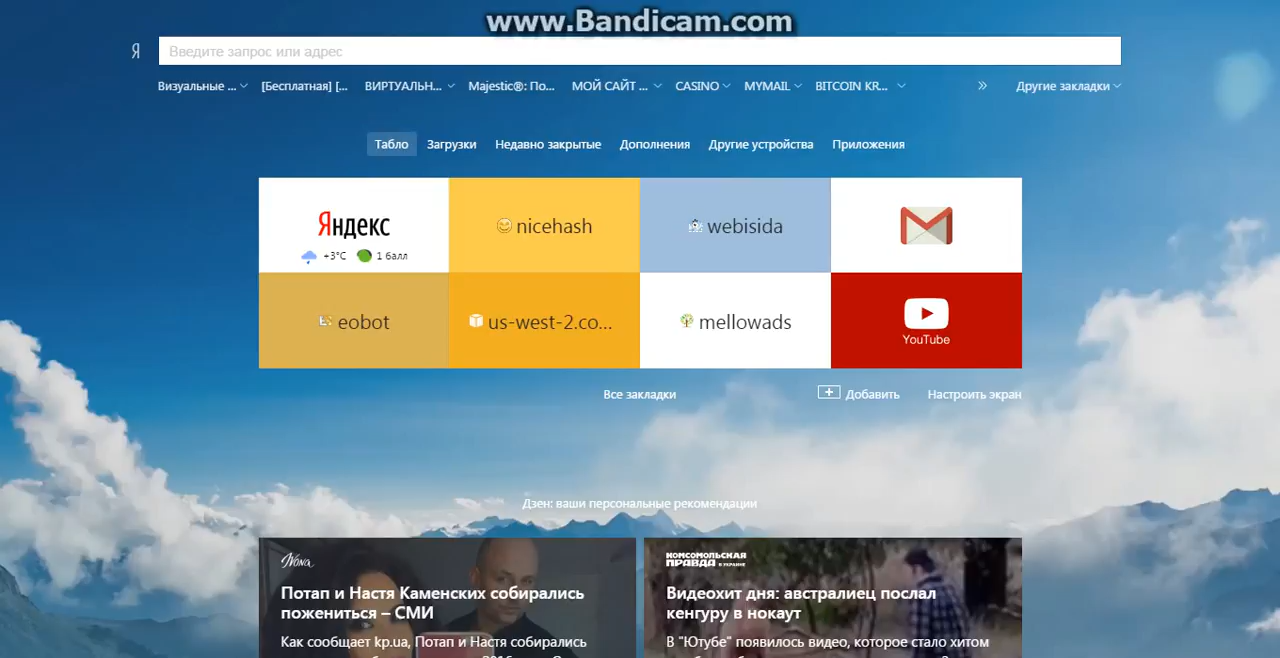 www.Bandicam.com
Я Введите запрос или адрес
Визуальные ... [Бесплатная] [... ВИРТУАЛЬН... Majestic®: По... МОЙ САЙТ ... CASINO MYMAIL BITCOIN KR... » Другие закладки
Табло Загрузки Недавно закрытые Дополнения Другие устройства Приложения
Яндекс
+3°C 1 балл
nicehash
webisida
eobot
us-west-2.co...
mellowads
YouTube
Все закладки
Добавить
Настроить экран
Дзен: ваши персональные рекомендации
Потап и Настя Каменских собирались
пожениться – СМИ
Как сообщает kp.ua, Потап и Настя собирались
КОМСОМОЛЬСКАЯ
ПРАВДА В УКРАИНЕ
Видеохит дня: австралиец послал
кенгуру в нокаут
В "Ютубе" появилось видео, которое стало хитом